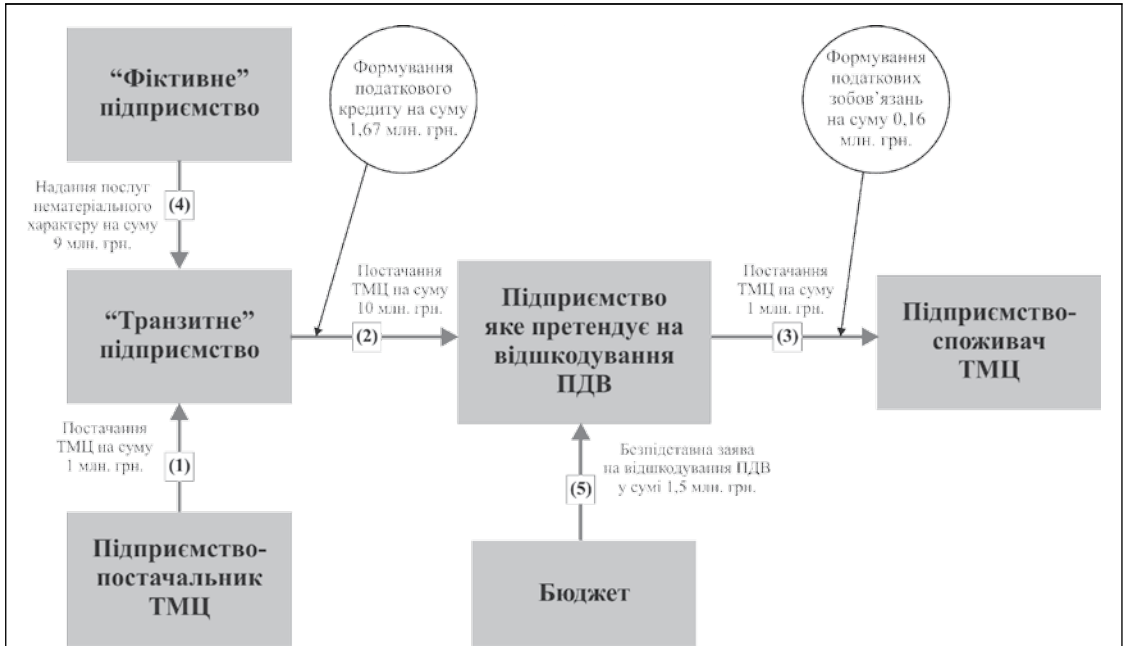 “Фіктивне”
підприємство
Формування
податкового
кредиту на суму
1,67 млн. грн.
Формування
податкових
зобов’язань
на суму 0,16
млн. грн.
Надання послуг
нематеріального
характеру на суму
9 млн. грн.
(4)
“Транзитне”
підприємство
Постачання
ТМЦ на суму
10 млн. грн.
(2)
Підприємство
яке претендує на
відшкодування
ПДВ
Постачання
ТМЦ на суму
1 млн. грн.
(3)
Підприємство-
споживач
ТМЦ
Постачання
ТМЦ на суму
1 млн. грн.
(1)
Безпідставна заява
на відшкодування ПДВ
у сумі 1,5 млн. грн.
(5)
Підприємство-
постачальник
ТМЦ
Бюджет